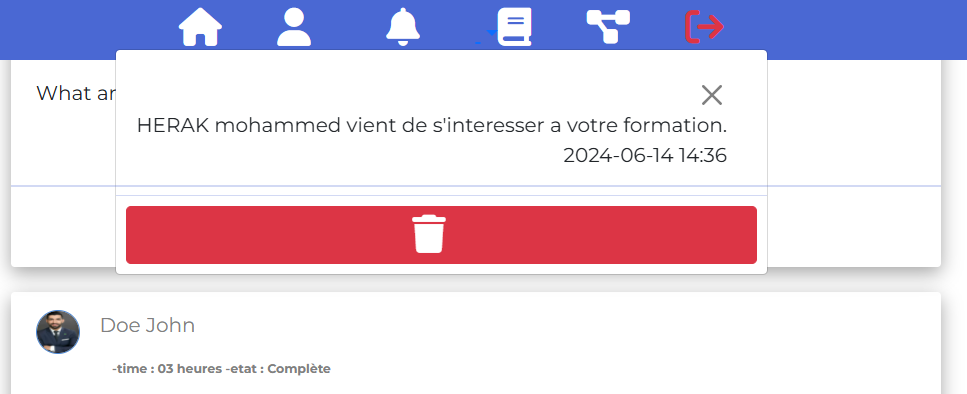 What ar
HERAK mohammed vient de s'interesser a votre formation.
2024-06-14 14:36
Doe John
-time : 03 heures -etat : Complète